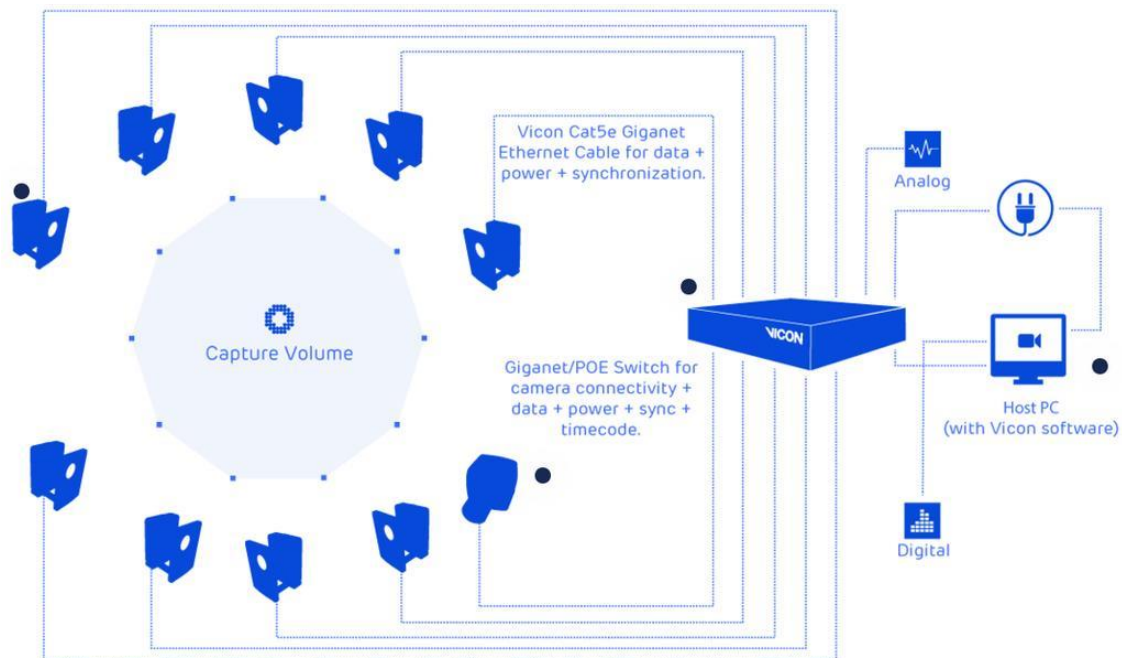 Vicon Cat5e Giganet
Ethernet Cable for data +
power + synchronization.
Analog
Capture Volume
VICON
Giganet/POE Switch for
camera connectivity +
data + power + sync +
timecode.
Host PC
(with Vicon software)
Digital